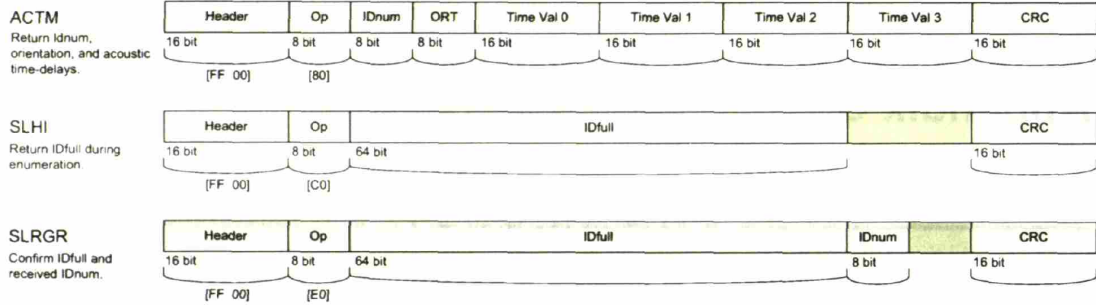 ACTM
Return Idnum, orientation, and acoustic time-delays.
Header Op IDnum ORT Time Val 0 Time Val 1 Time Val 2 Time Val 3 CRC
16 bit 8 bit 8 bit 8 bit 16 bit 16 bit 16 bit 16 bit 16 bit
[FF 00] [80]
SLHI
Return IDfull during enumeration.
Header Op IDfull CRC
16 bit 8 bit 64 bit 16 bit
[FF 00] [C0]
SLRGR
Confirm IDfull and received IDnum.
Header Op IDfull IDnum CRC
16 bit 8 bit 64 bit 8 bit 16 bit
[FF 00] [E0]